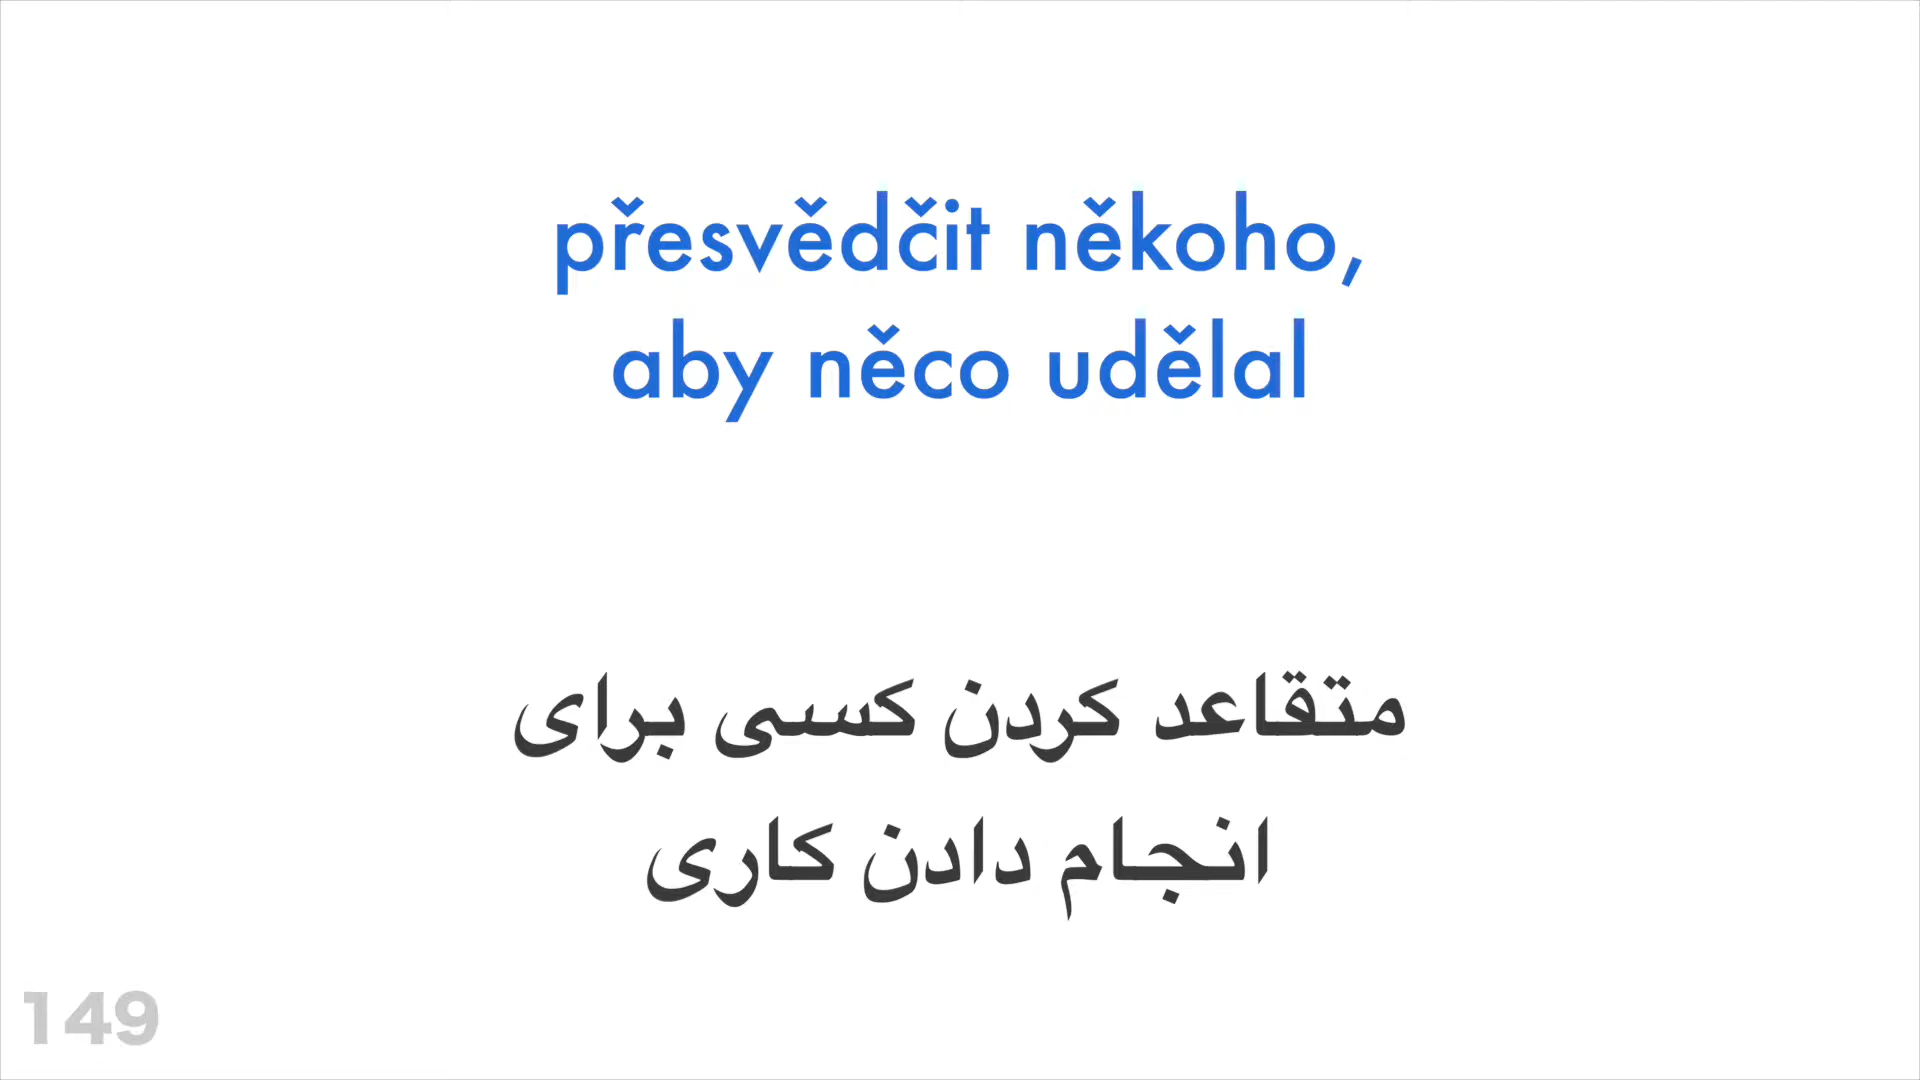 přesvědčit někoho,
aby něco udělal
متقاعد کردن کسی برای
انجام دادن کاری
149